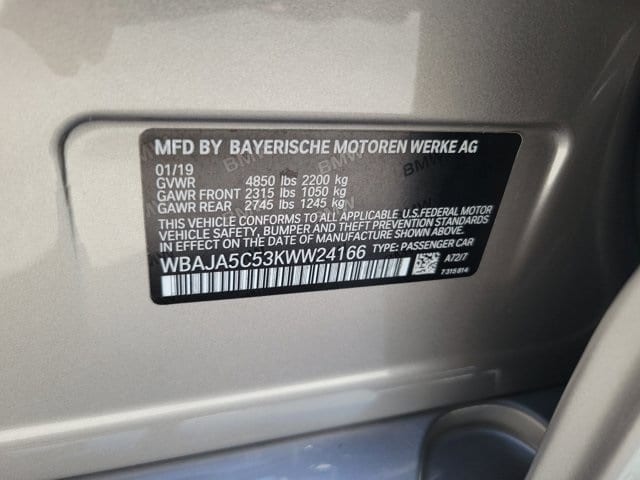 MFD BY BAYERISCHE MOTOREN WERKE AG
01/19
GVWR 4850 lbs 2200 kg
GAWR FRONT 2315 lbs 1050 kg
GAWR REAR 2745 lbs 1245 kg
THIS VEHICLE CONFORMS TO ALL APPLICABLE U.S.FEDERAL MOTOR
VEHICLE SAFETY, BUMPER AND THEFT PREVENTION STANDARDS
IN EFFECT ON THE DATE OF MANUFACTURE SHOWN ABOVE.
WBAJA5C53KWW24166 TYPE: PASSENGER CAR
A72/7
7315814